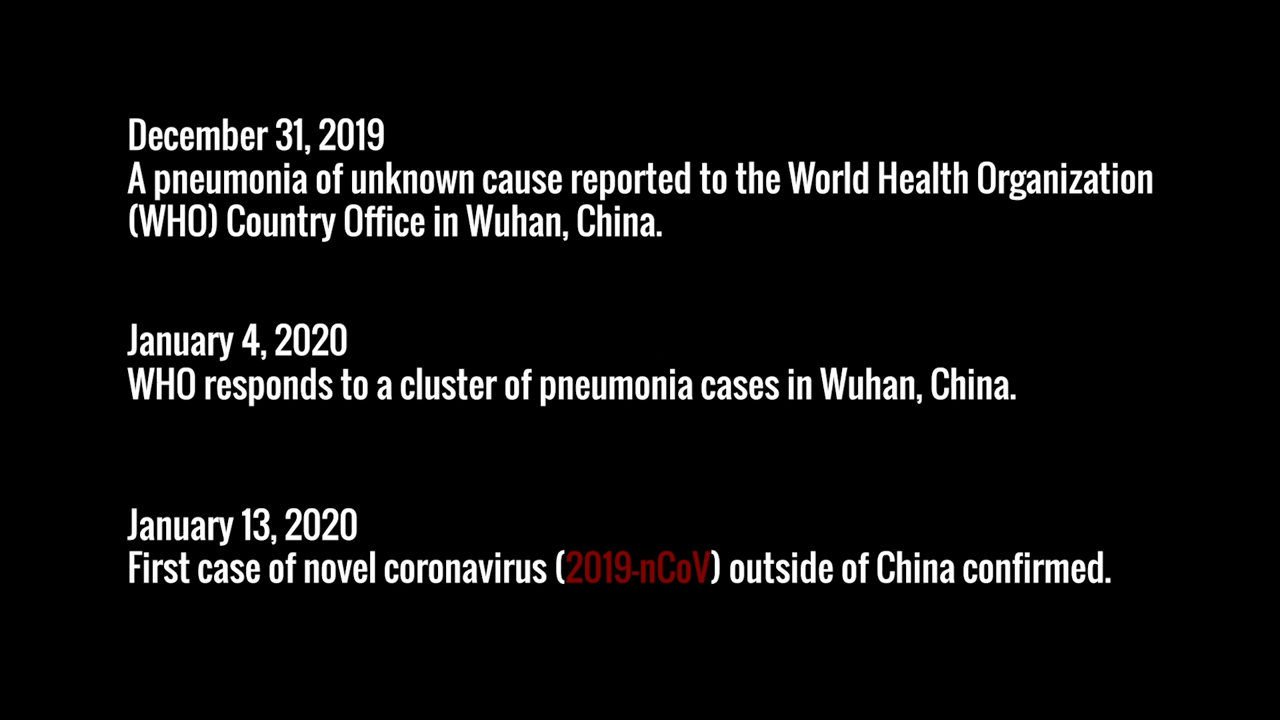 December 31, 2019
A pneumonia of unknown cause reported to the World Health Organization
(WHO) Country Office in Wuhan, China.
January 4, 2020
WHO responds to a cluster of pneumonia cases in Wuhan, China.
January 13, 2020
First case of novel coronavirus (2019-nCoV) outside of China confirmed.